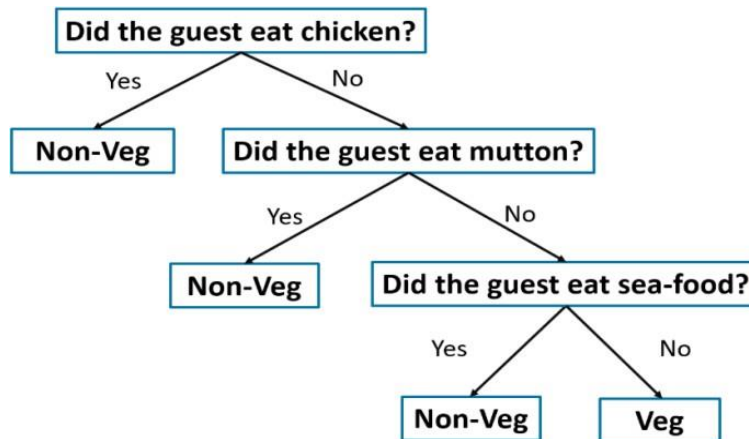 Did the guest eat chicken?
Yes
No
Non-Veg
Did the guest eat mutton?
Yes
No
Non-Veg
Did the guest eat sea-food?
Yes
No
Non-Veg
Veg